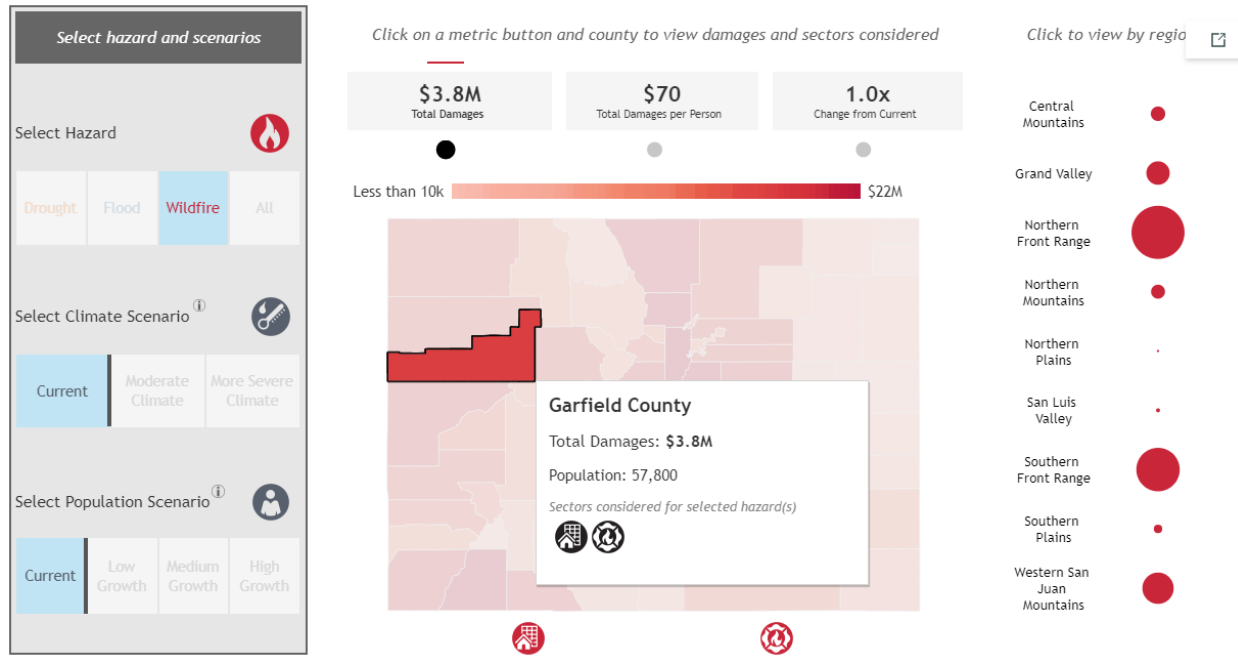 Select hazard and scenarios
Select Hazard
Drought
Flood
Wildfire
All
Select Climate Scenario
i
Current
Moderate
Climate
More Severe
Climate
Select Population Scenario
i
Current
Low
Growth
Medium
Growth
High
Growth
Click on a metric button and county to view damages and sectors considered
$3.8M
Total Damages
$70
Total Damages per Person
1.0x
Change from Current
Less than 10k
$22M
Garfield County
Total Damages: $3.8M
Population: 57,800
Sectors considered for selected hazard(s)
Click to view by regio
Central
Mountains
Grand Valley
Northern
Front Range
Northern
Mountains
Northern
Plains
San Luis
Valley
Southern
Front Range
Southern
Plains
Western San
Juan
Mountains